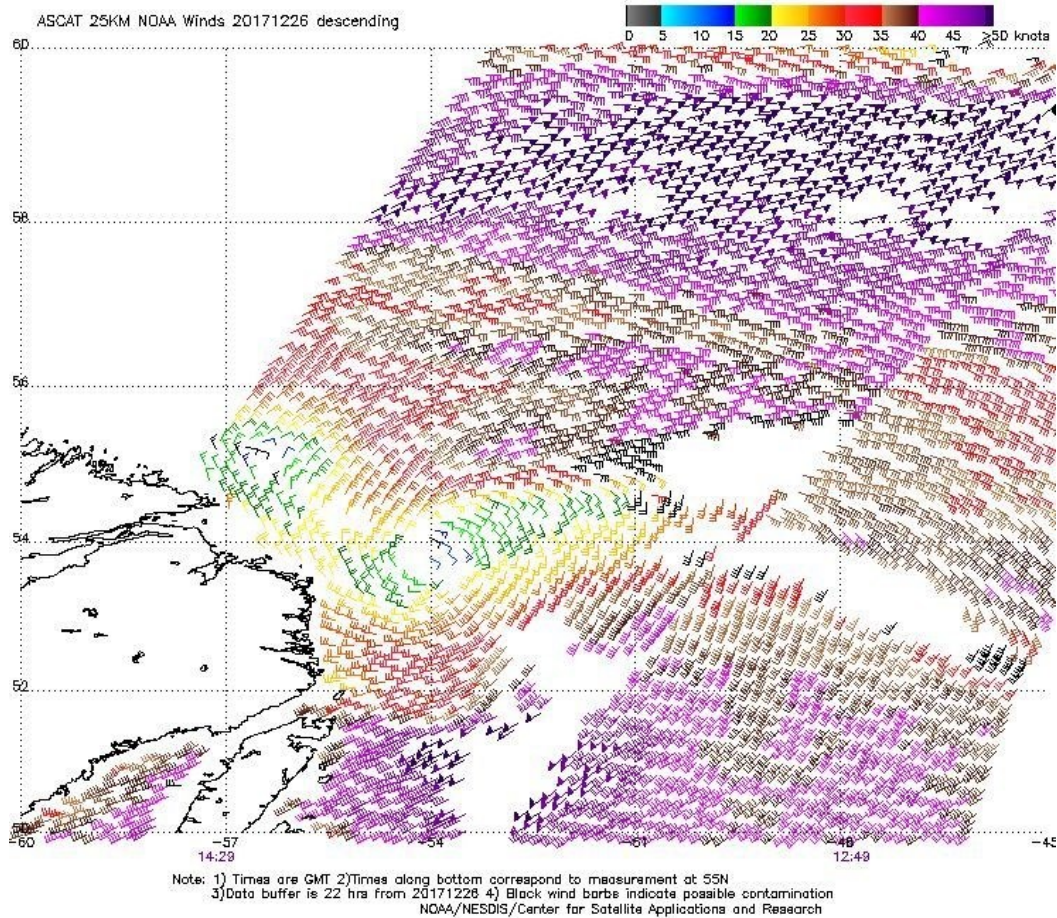 ASCAT 25KM NOAA Winds 20171226 descending
0 5 10 15 20 25 30 35 40 45 >50 knots
60
58
56
54
52
50
-60 -57 -54 -51 -48 -45
14:29 12:49
Note: 1) Times are GMT 2)Times along bottom correspond to measurement at 55N
3)Data buffer is 22 hrs from 20171226 4) Black wind barbs indicate possible contamination
NOAA/NESDIS/Center for Satellite Applications and Research